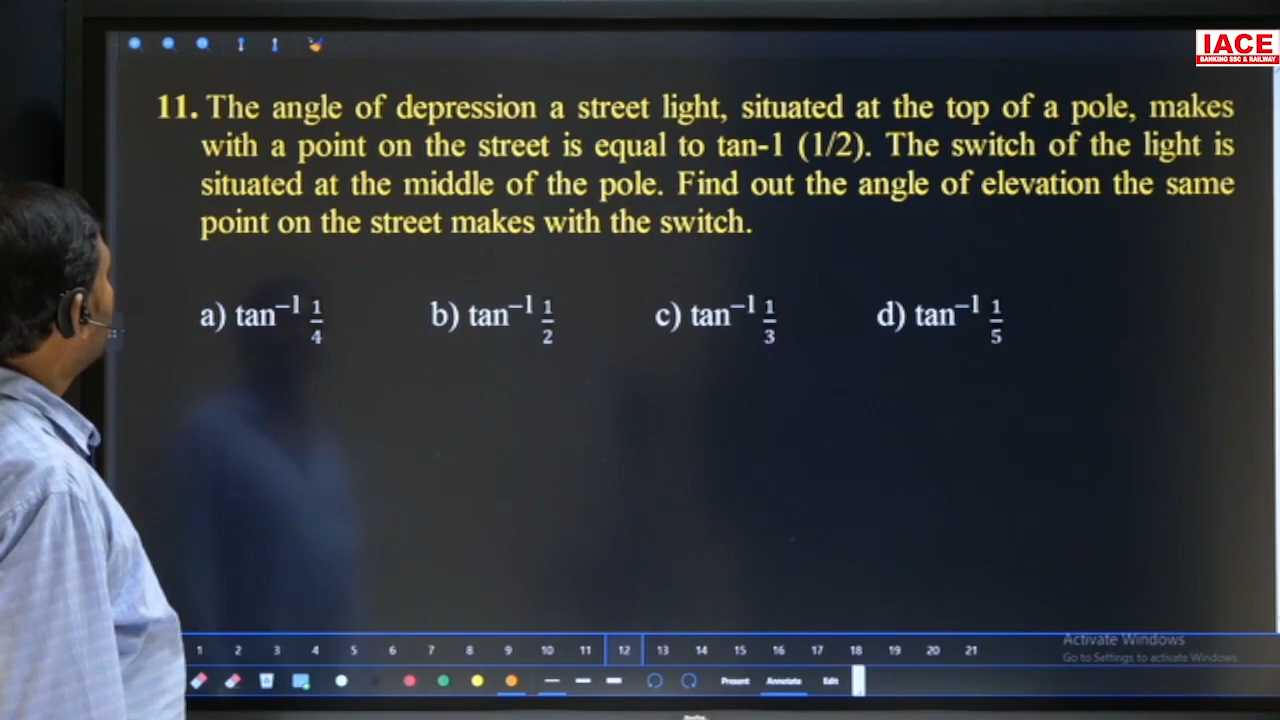 IACE
BANKING SSC & RAILWAY
11. The angle of depression a street light, situated at the top of a pole, makes
with a point on the street is equal to tan-1 (1/2). The switch of the light is
situated at the middle of the pole. Find out the angle of elevation the same
point on the street makes with the switch.
a) tan⁻¹ 1/4 b) tan⁻¹ 1/2 c) tan⁻¹ 1/3 d) tan⁻¹ 1/5
Activate Windows
Go to Settings to activate Windows.
1 2 3 4 5 6 7 8 9 10 11 12 13 14 15 16 17 18 19 20 21
Present Annotate Edit